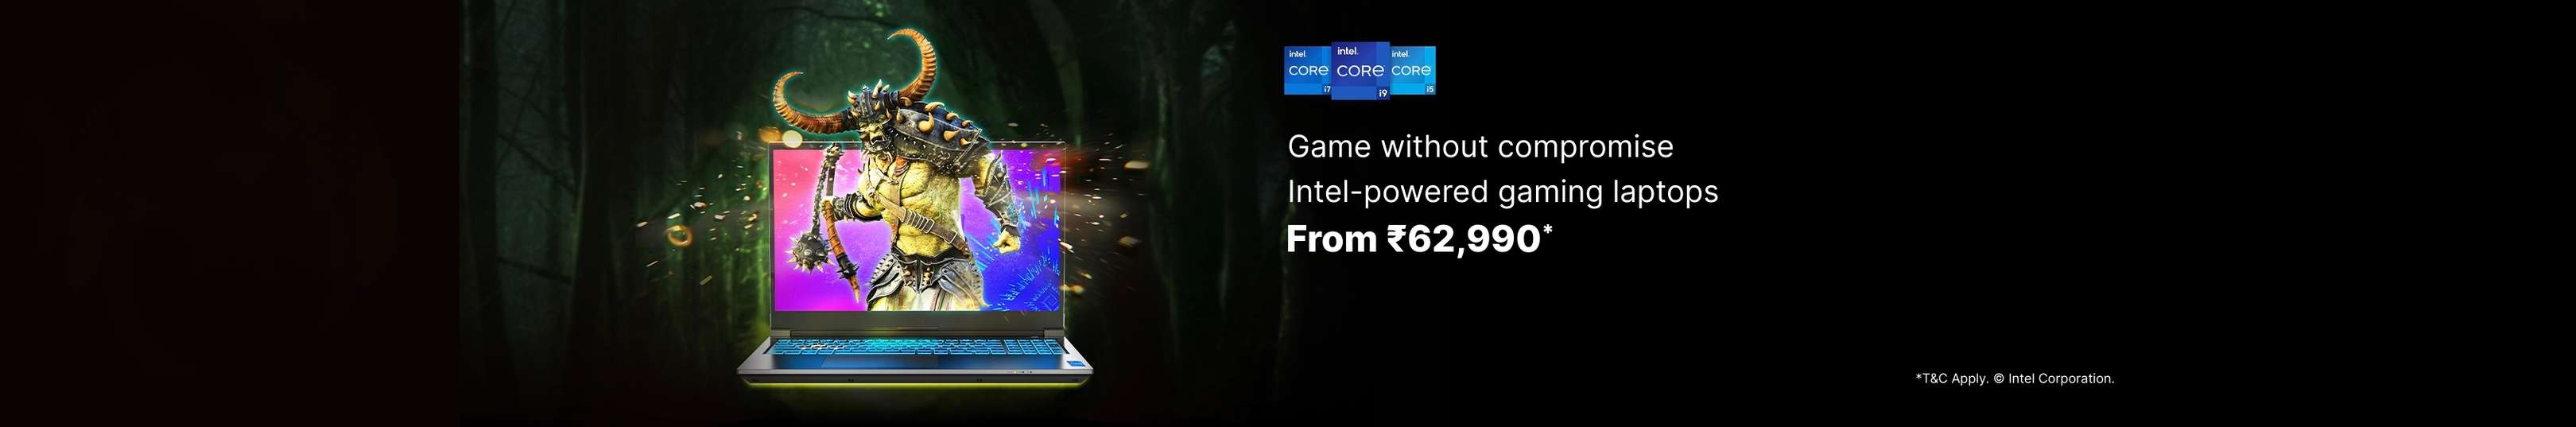 intel. intel. intel.
CORE CORE CORE
i7 i9 i5
Game without compromise
Intel-powered gaming laptops
From ₹62,990*
*T&C Apply. © Intel Corporation.